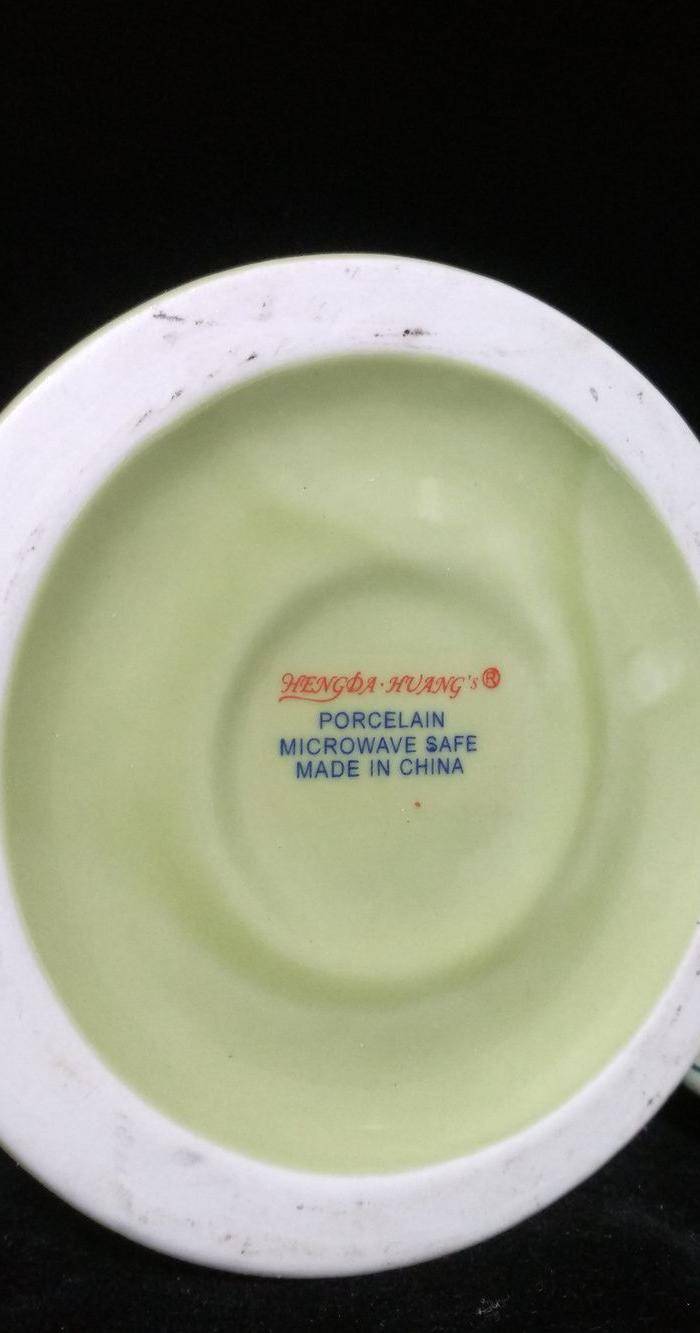 HENGDA·HUANG's®
PORCELAIN
MICROWAVE SAFE
MADE IN CHINA